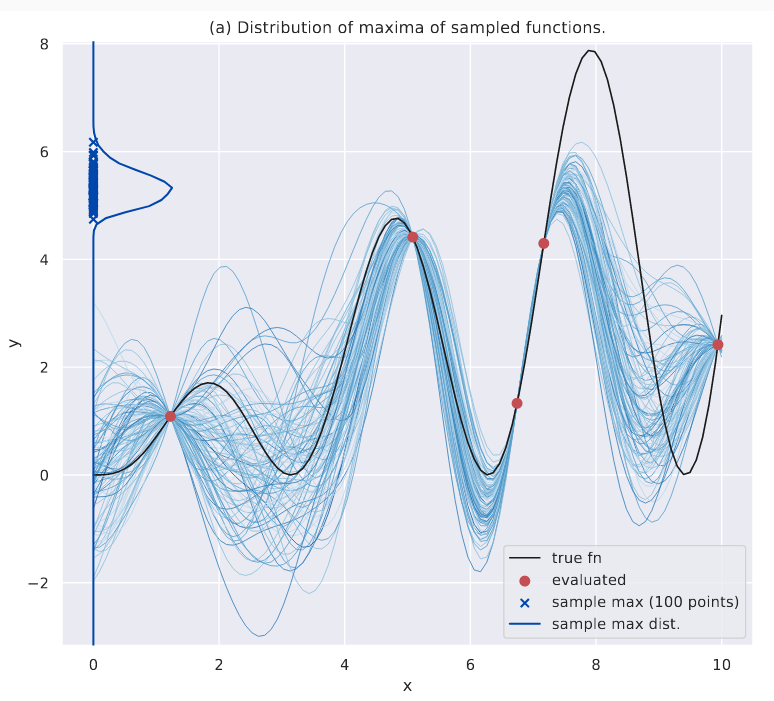 (a) Distribution of maxima of sampled functions.
8
6
4
2
0
−2
y
0 2 4 6 8 10
x
true fn
evaluated
sample max (100 points)
sample max dist.